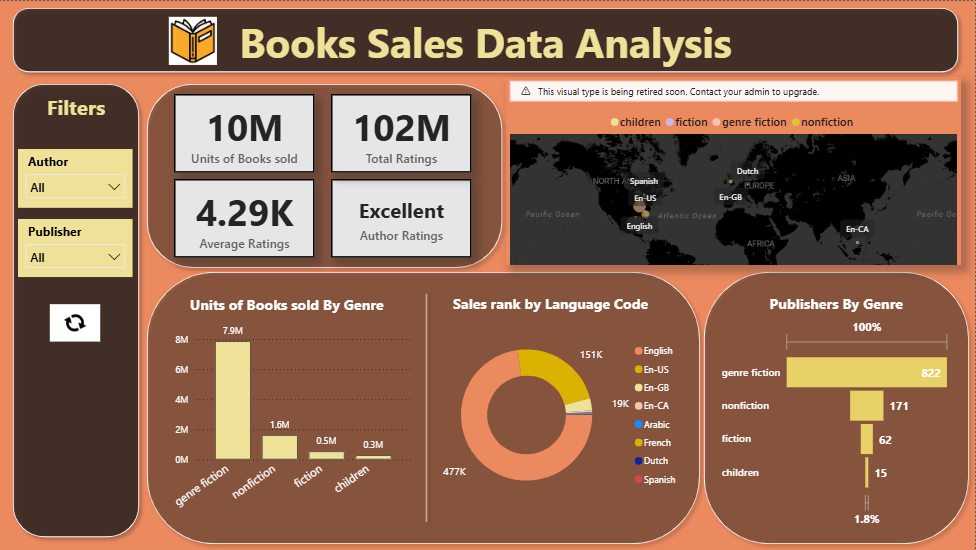 Books Sales Data Analysis
Filters
Author
All
Publisher
All
10M
Units of Books sold
102M
Total Ratings
4.29K
Average Ratings
Excellent
Author Ratings
This visual type is being retired soon. Contact your admin to upgrade.
children fiction genre fiction nonfiction
NORTH A
Spanish
En-US
English
Dutch
EUROPE
En-GB
ASIA
Pacific Ocean
Atlantic Ocean
AFRICA
En-CA
Pacific Oc
Units of Books sold By Genre
8M
6M
4M
2M
0M
7.9M
1.6M
0.5M
0.3M
genre fiction
nonfiction
fiction
children
Sales rank by Language Code
151K
19K
477K
English
En-US
En-GB
En-CA
Arabic
French
Dutch
Spanish
Publishers By Genre
100%
genre fiction 822
nonfiction 171
fiction 62
children 15
1.8%